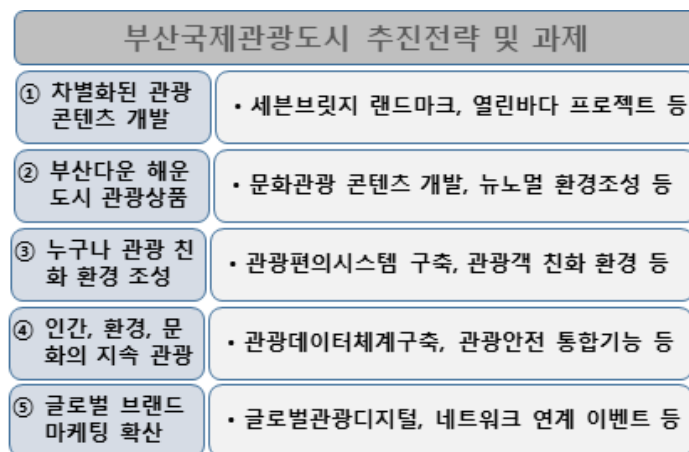 부산국제관광도시 추진전략 및 과제
① 차별화된 관광
콘텐츠 개발
• 세븐브릿지 랜드마크, 열린바다 프로젝트 등
② 부산다운 해운
도시 관광상품
• 문화관광 콘텐츠 개발, 뉴노멀 환경조성 등
③ 누구나 관광 친
화 환경 조성
• 관광편의시스템 구축, 관광객 친화 환경 등
④ 인간, 환경, 문
화의 지속 관광
• 관광데이터체계구축, 관광안전 통합기능 등
⑤ 글로벌 브랜드
마케팅 확산
• 글로벌관광디지털, 네트워크 연계 이벤트 등